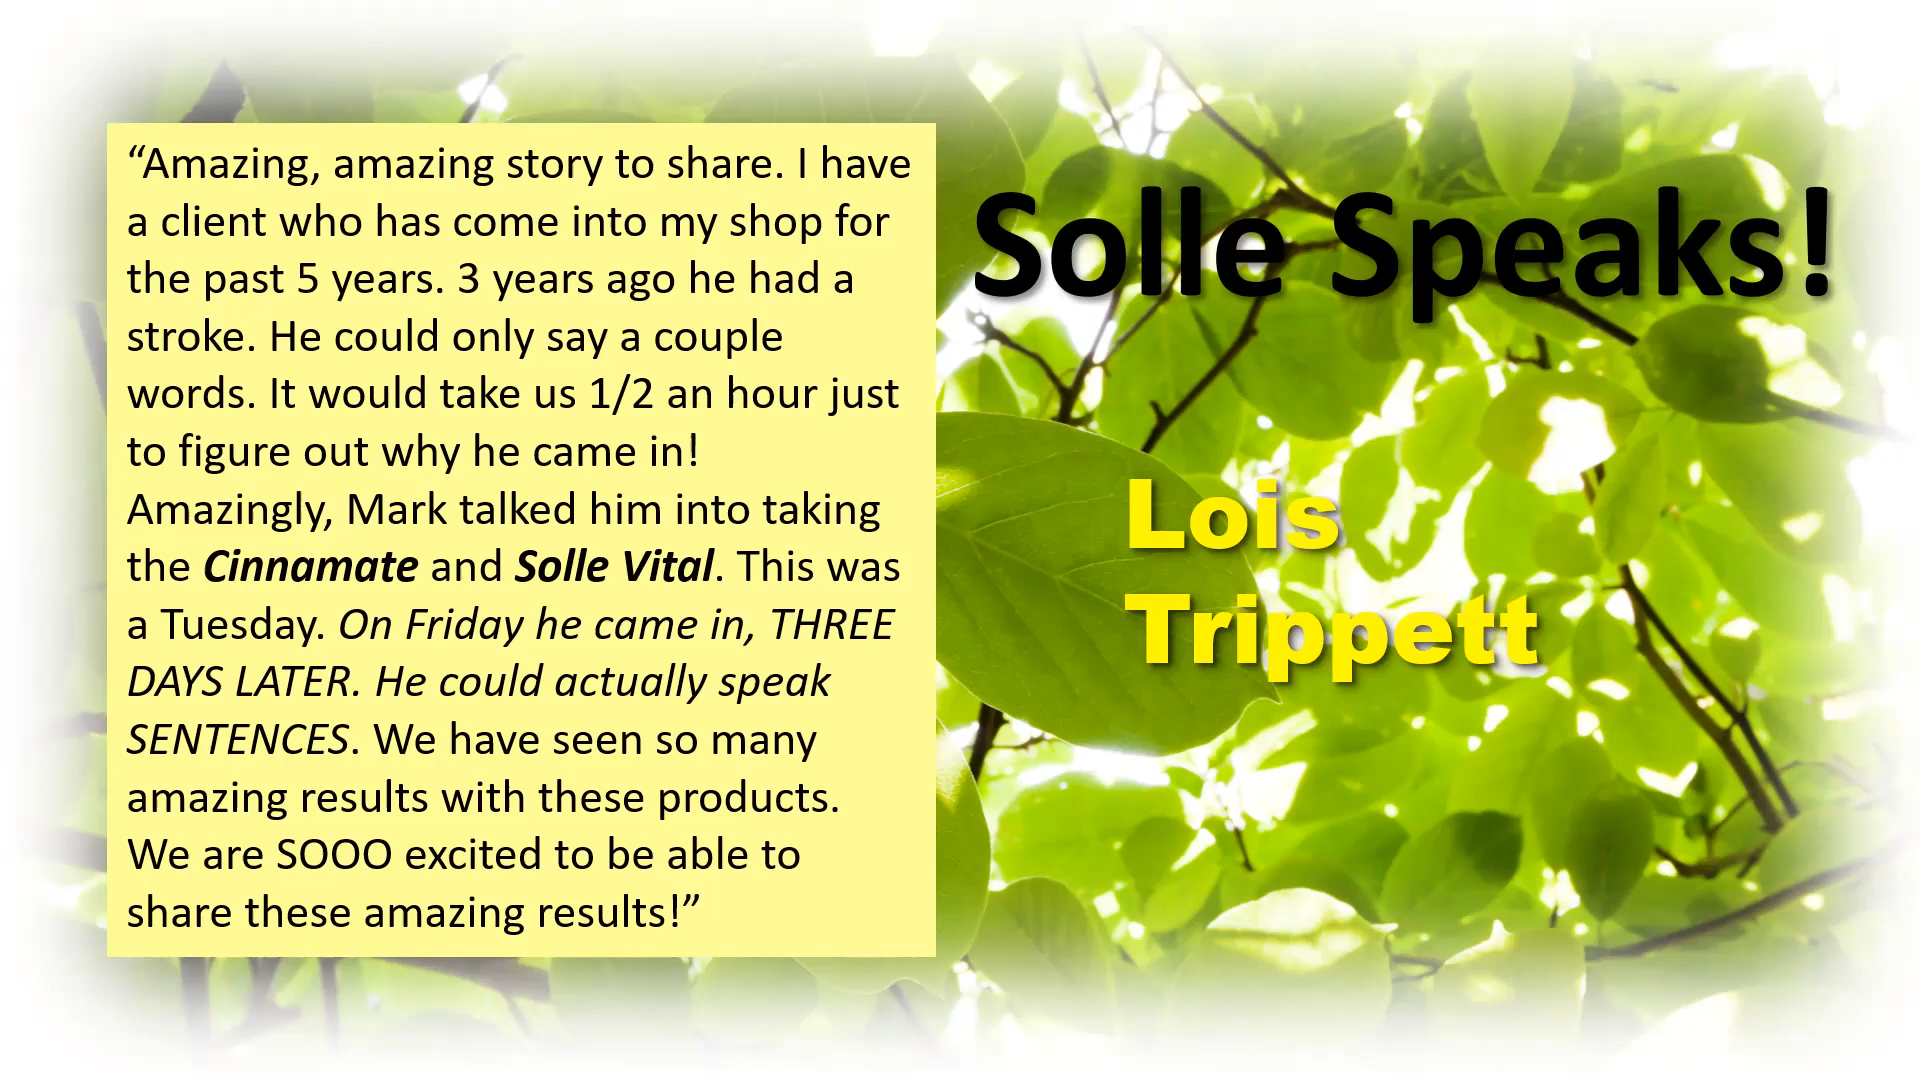 “Amazing, amazing story to share. I have
a client who has come into my shop for
the past 5 years. 3 years ago he had a
stroke. He could only say a couple
words. It would take us 1/2 an hour just
to figure out why he came in!
Amazingly, Mark talked him into taking
the Cinnamate and Solle Vital. This was
a Tuesday. On Friday he came in, THREE
DAYS LATER. He could actually speak
SENTENCES. We have seen so many
amazing results with these products.
We are SOOO excited to be able to
share these amazing results!”
Solle Speaks!
Lois
Trippett